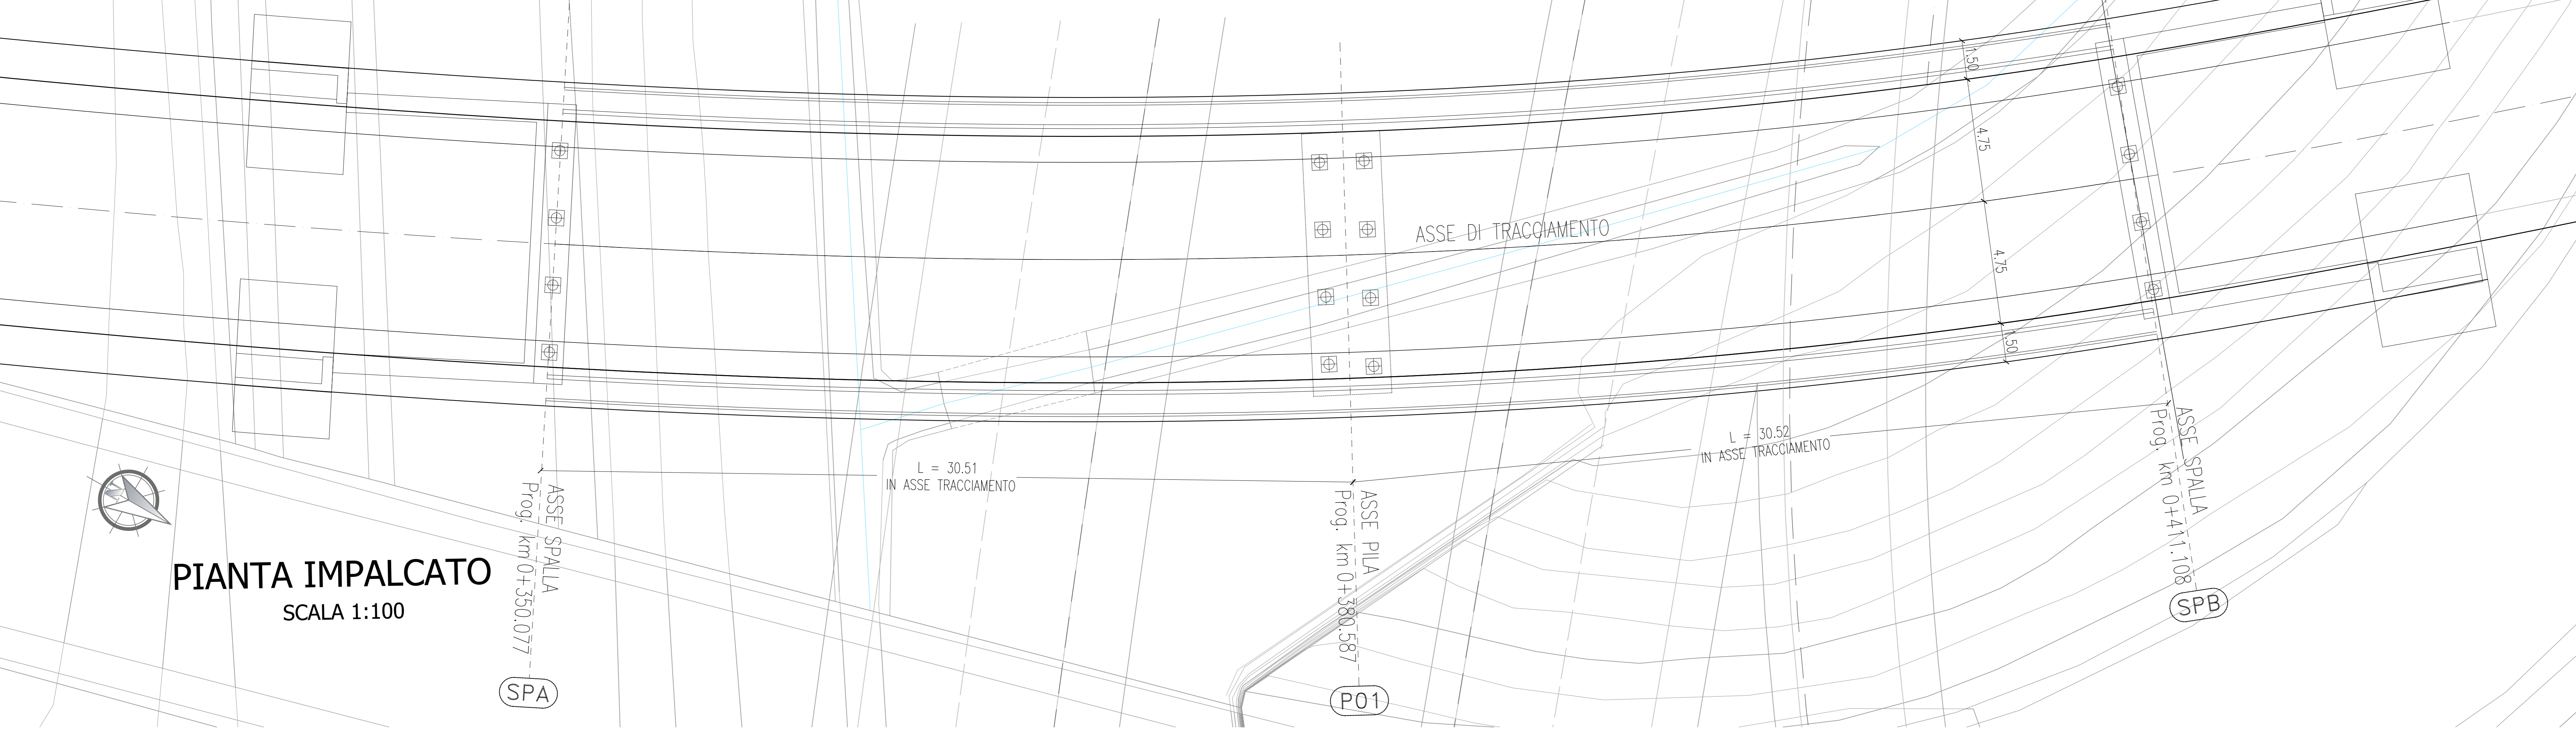 1.50
4.75
ASSE DI TRACCIAMENTO
4.75
1.50
L = 30.51
IN ASSE TRACCIAMENTO
L = 30.52
IN ASSE TRACCIAMENTO
ASSE SPALLA
Prog. km 0+350.077
SPA
ASSE PILA
Prog. km 0+380.587
P01
ASSE SPALLA
Prog. km 0+411.108
SPB
PIANTA IMPALCATO
SCALA 1:100